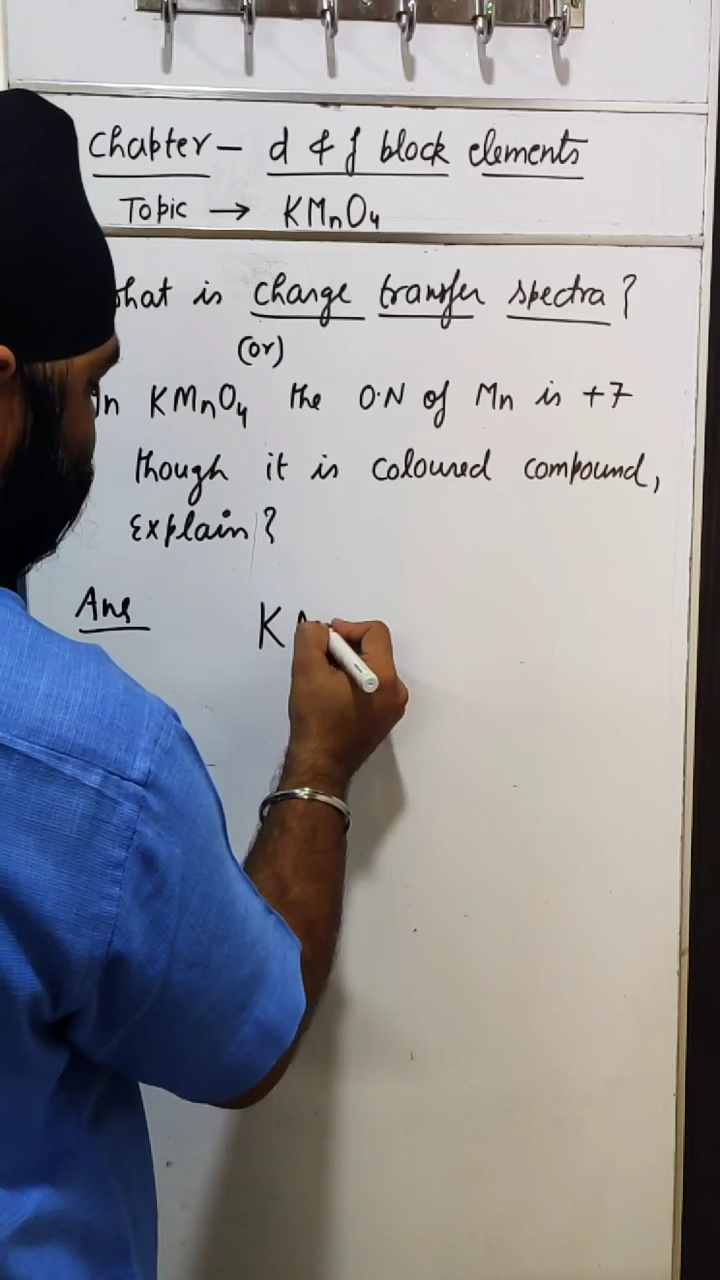 Chapter - d & f block elements
Topic → KMnO4
what is charge transfer spectra?
(or)
In KMnO4 the O.N of Mn is +7
though it is coloured compound,
Explain?
Ans K